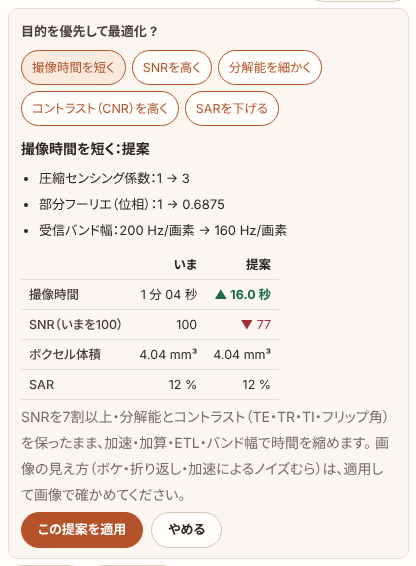 目的を優先して最適化?
撮像時間を短く SNRを高く 分解能を細かく
コントラスト(CNR)を高く SARを下げる
撮像時間を短く:提案
• 圧縮センシング係数:1 → 3
• 部分フーリエ(位相):1 → 0.6875
• 受信バンド幅:200 Hz/画素 → 160 Hz/画素
いま 提案
撮像時間 1 分 04 秒 ▲ 16.0 秒
SNR(いまを100) 100 ▼ 77
ボクセル体積 4.04 mm³ 4.04 mm³
SAR 12 % 12 %
SNRを7割以上・分解能とコントラスト(TE・TR・TI・フリップ角)
を保ったまま、加速・加算・ETL・バンド幅で時間を縮めます。画
像の見え方(ボケ・折り返し・加速によるノイズむら)は、適用し
て画像で確かめてください。
この提案を適用 やめる